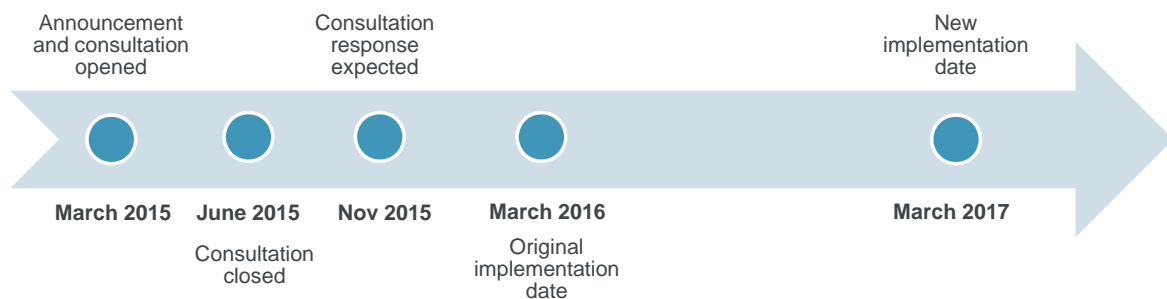 Announcement
and consultation
opened
Consultation
response
expected
New
implementation
date
March 2015
June 2015
Nov 2015
March 2016
March 2017
Consultation
closed
Original
implementation
date